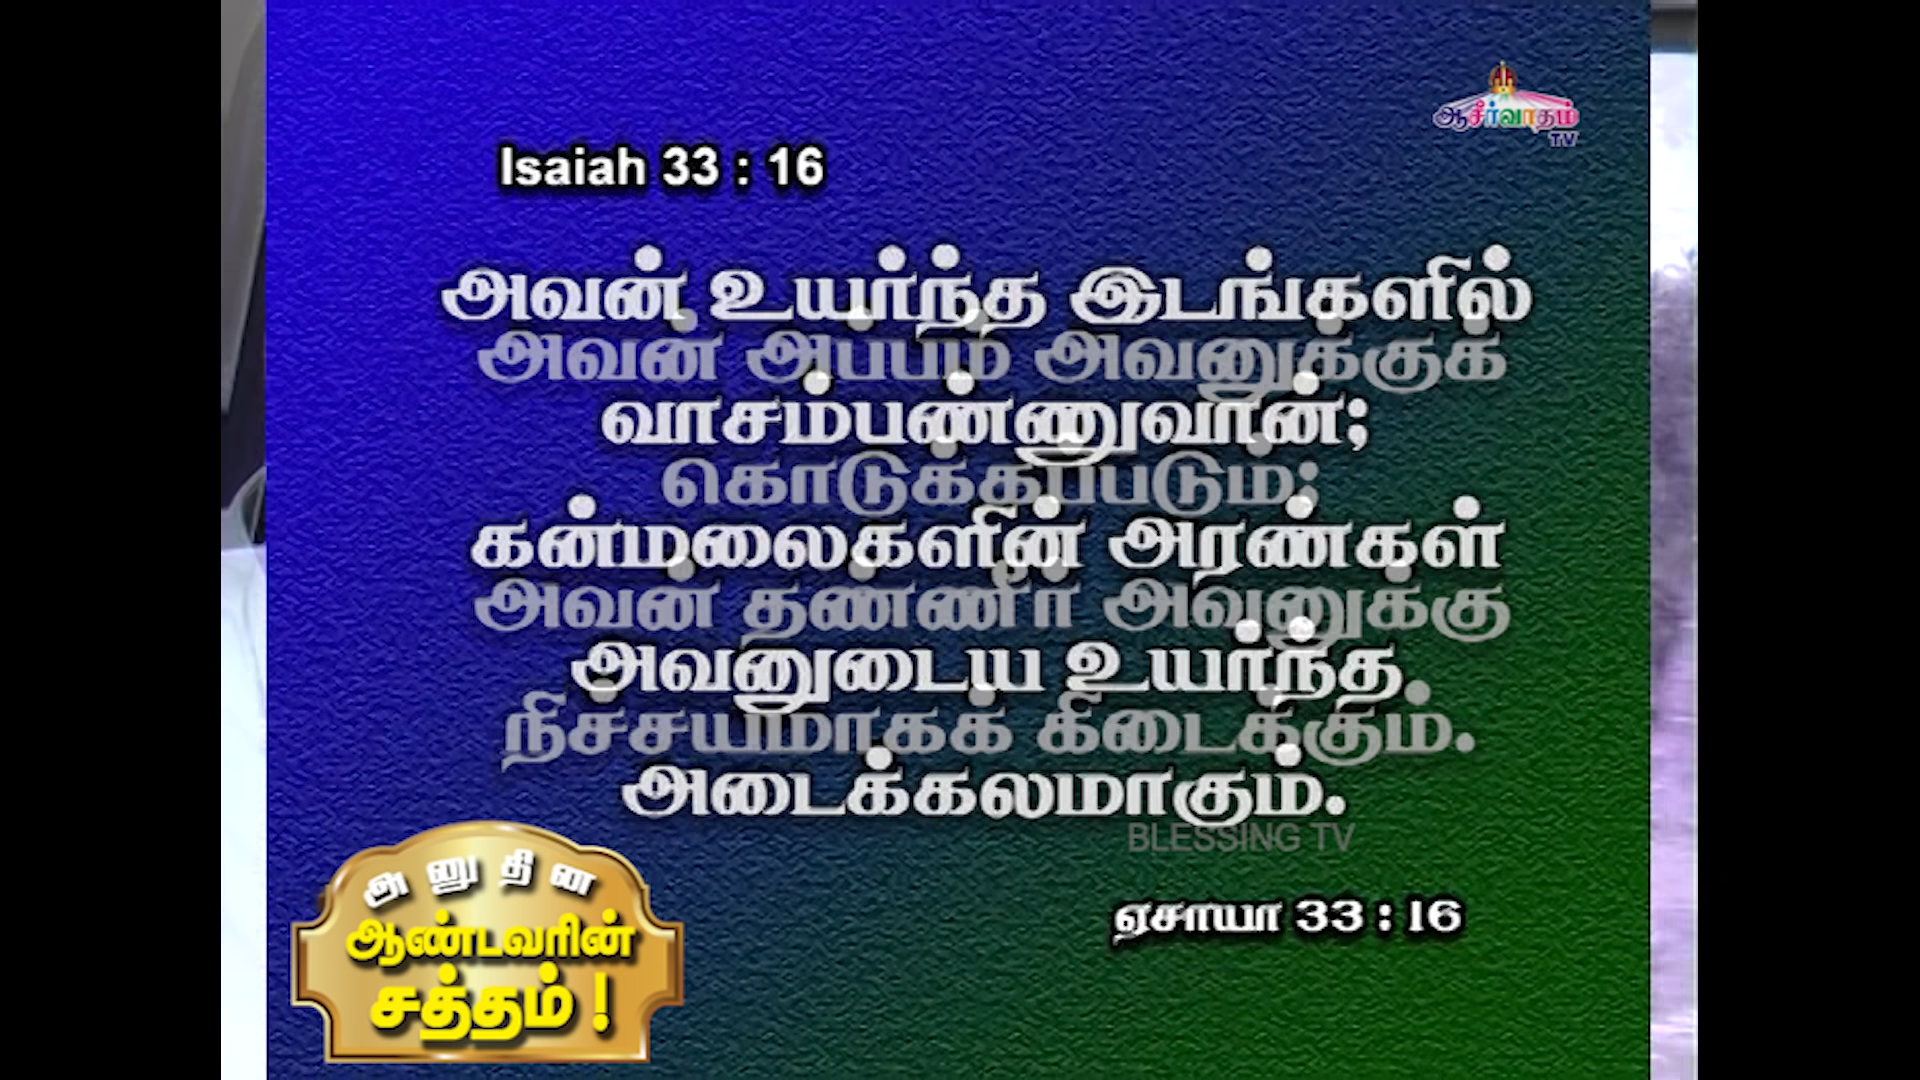 ஆசீர்வாதம்
TV
Isaiah 33 : 16
அவன் உயர்ந்த இடங்களில்
அவன் அப்பம் அவனுக்குக்
வாசம்பண்ணுவான்;
கொடுக்கப்படும்;
கன்மலைகளின் அரண்கள்
அவன் தண்ணீர் அவனுக்கு
அவனுடைய உயர்ந்த
நிச்சயமாகக் கிடைக்கும்.
அடைக்கலமாகும்.
BLESSING TV
ஏசாயா 33 : 16
அனுதின
ஆண்டவரின்
சத்தம் !